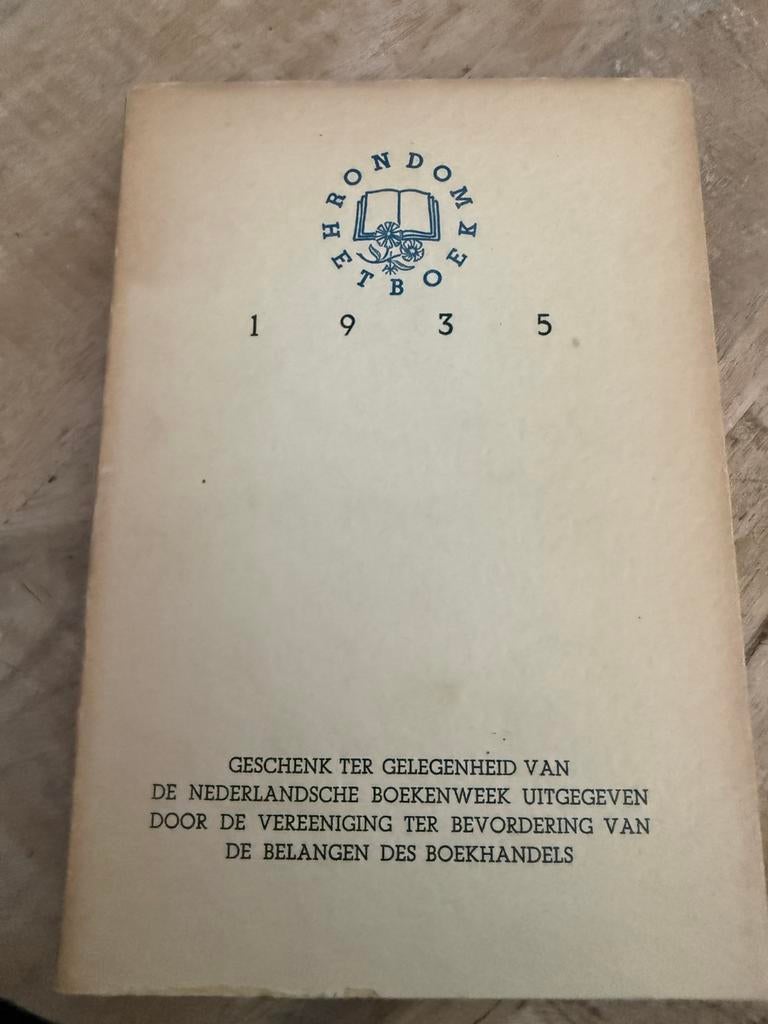 RONDOM HET BOEK
1935
GESCHENK TER GELEGENHEID VAN
DE NEDERLANDSCHE BOEKENWEEK UITGEGEVEN
DOOR DE VEREENIGING TER BEVORDERING VAN
DE BELANGEN DES BOEKHANDELS